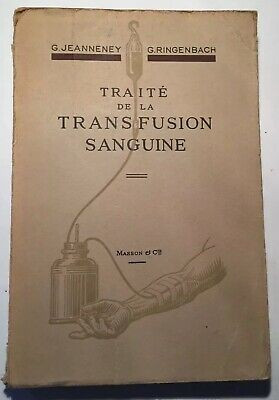 G. JEANNENEY G. RINGENBACH
TRAITÉ
DE LA
TRANSFUSION
SANGUINE
MASSON & Cie